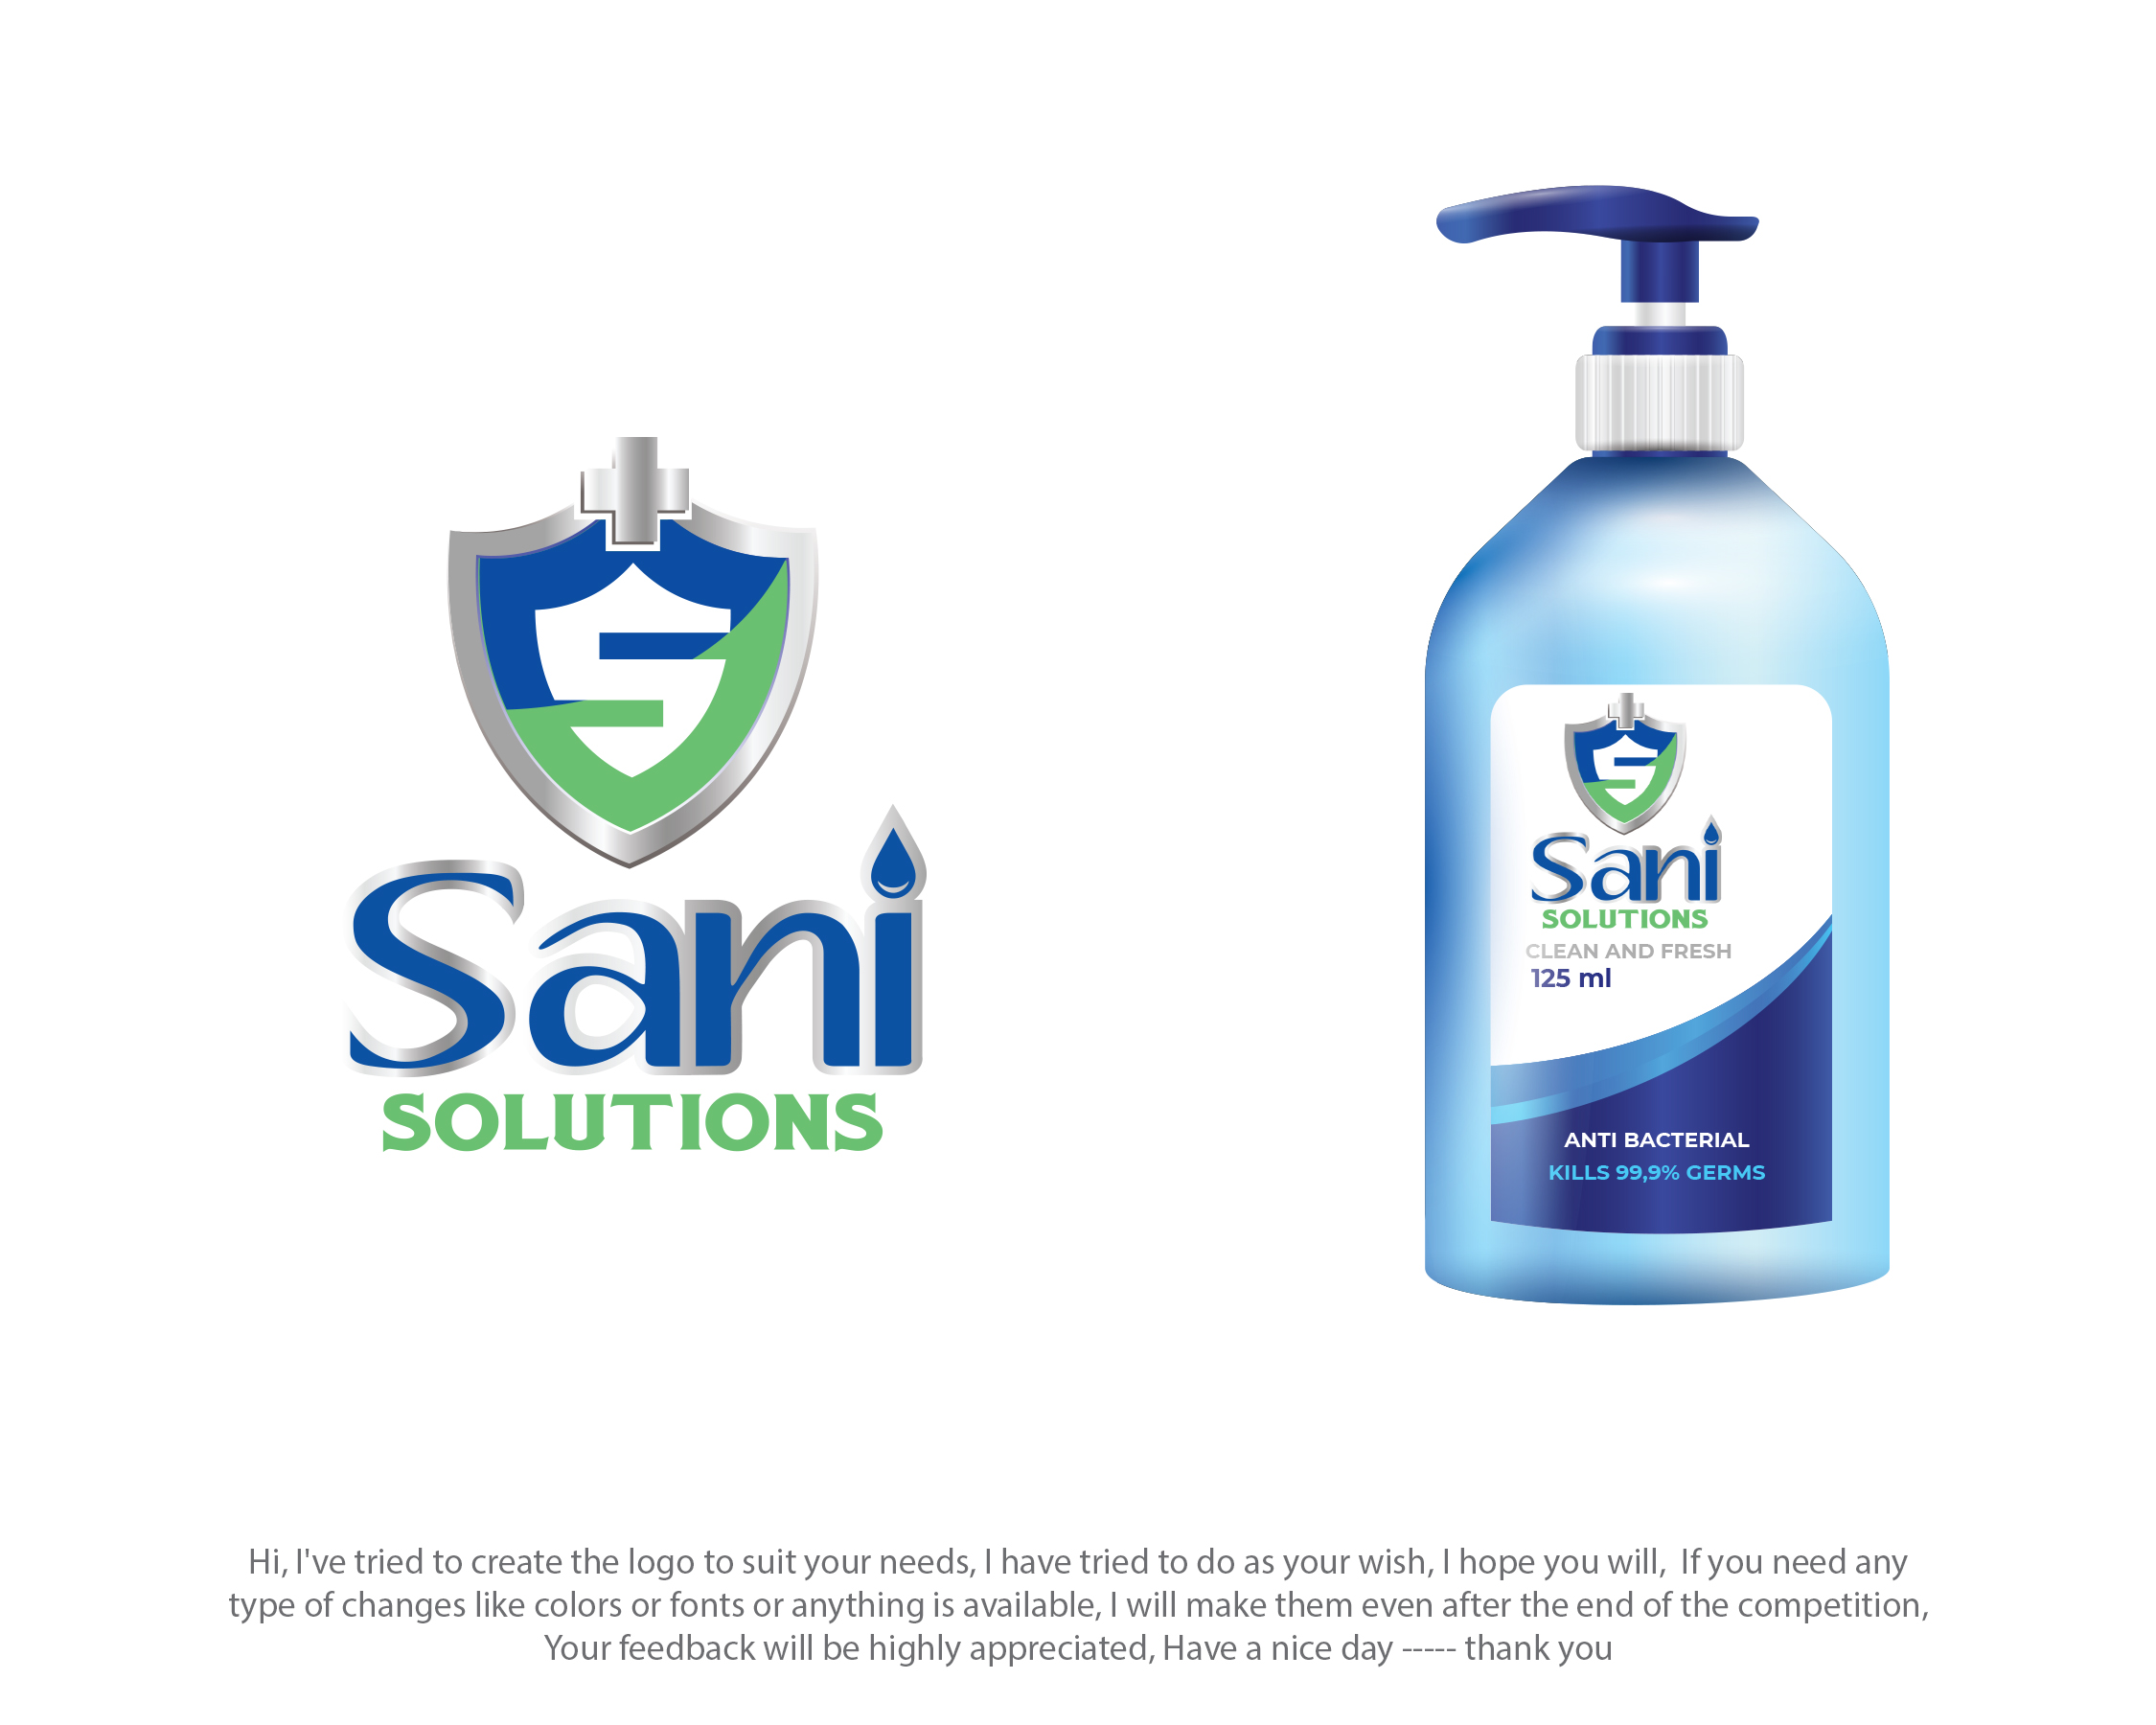 Sani
SOLUTIONS
Sani
SOLUTIONS
CLEAN AND FRESH
125 ml
ANTI BACTERIAL
KILLS 99,9% GERMS
Hi, I've tried to create the logo to suit your needs, I have tried to do as your wish, I hope you will,  If you need any
type of changes like colors or fonts or anything is available, I will make them even after the end of the competition,
Your feedback will be highly appreciated, Have a nice day ----- thank you